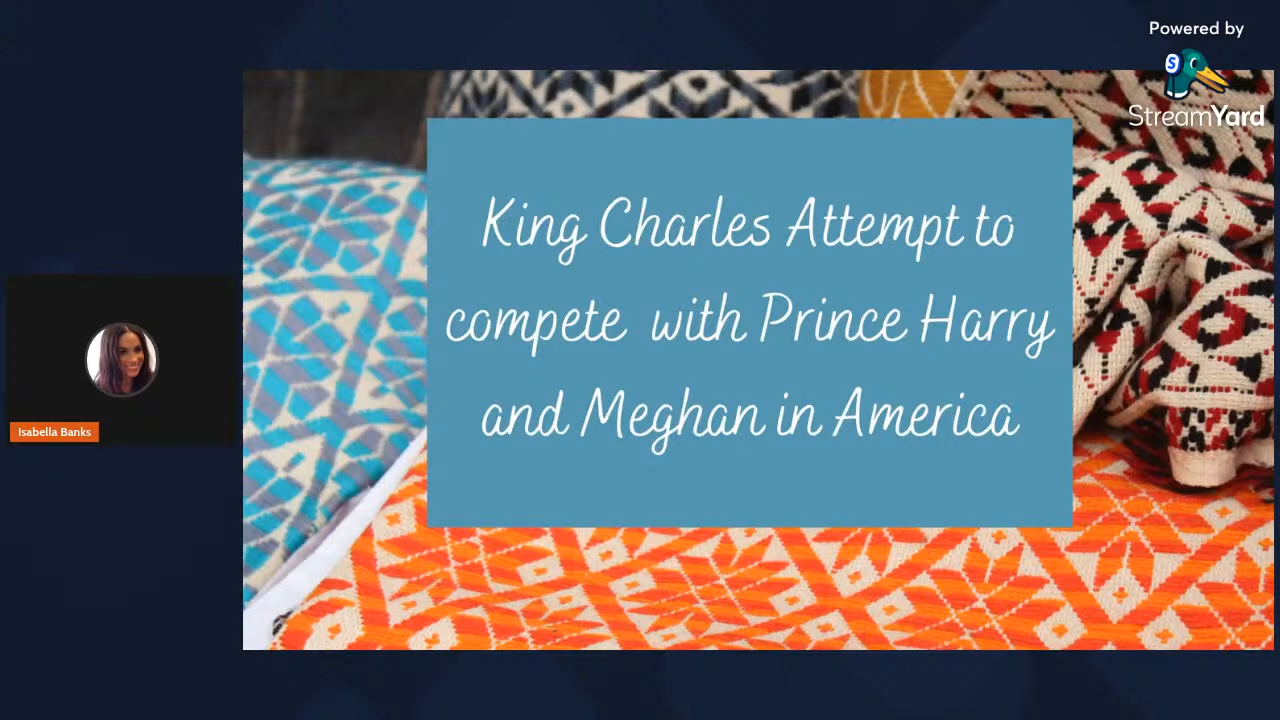 Powered by
StreamYard
King Charles Attempt to
compete with Prince Harry
and Meghan in America
Isabella Banks